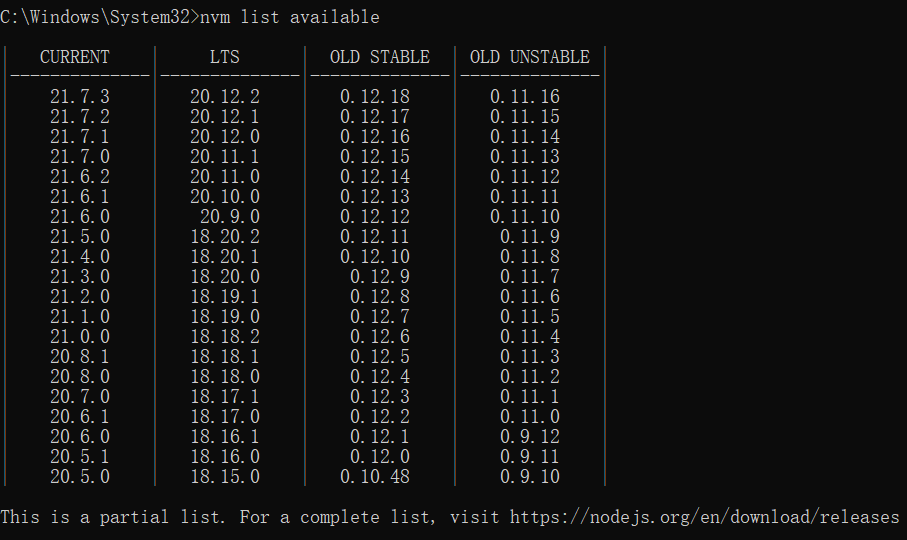 C:\Windows\System32>nvm list available
| CURRENT | LTS | OLD STABLE | OLD UNSTABLE |
|--------------|--------------|--------------|--------------|
| 21.7.3 | 20.12.2 | 0.12.18 | 0.11.16 |
| 21.7.2 | 20.12.1 | 0.12.17 | 0.11.15 |
| 21.7.1 | 20.12.0 | 0.12.16 | 0.11.14 |
| 21.7.0 | 20.11.1 | 0.12.15 | 0.11.13 |
| 21.6.2 | 20.11.0 | 0.12.14 | 0.11.12 |
| 21.6.1 | 20.10.0 | 0.12.13 | 0.11.11 |
| 21.6.0 | 20.9.0 | 0.12.12 | 0.11.10 |
| 21.5.0 | 18.20.2 | 0.12.11 | 0.11.9 |
| 21.4.0 | 18.20.1 | 0.12.10 | 0.11.8 |
| 21.3.0 | 18.20.0 | 0.12.9 | 0.11.7 |
| 21.2.0 | 18.19.1 | 0.12.8 | 0.11.6 |
| 21.1.0 | 18.19.0 | 0.12.7 | 0.11.5 |
| 21.0.0 | 18.18.2 | 0.12.6 | 0.11.4 |
| 20.8.1 | 18.18.1 | 0.12.5 | 0.11.3 |
| 20.8.0 | 18.18.0 | 0.12.4 | 0.11.2 |
| 20.7.0 | 18.17.1 | 0.12.3 | 0.11.1 |
| 20.6.1 | 18.17.0 | 0.12.2 | 0.11.0 |
| 20.6.0 | 18.16.1 | 0.12.1 | 0.9.12 |
| 20.5.1 | 18.16.0 | 0.12.0 | 0.9.11 |
| 20.5.0 | 18.15.0 | 0.10.48 | 0.9.10 |
This is a partial list. For a complete list, visit https://nodejs.org/en/download/releases